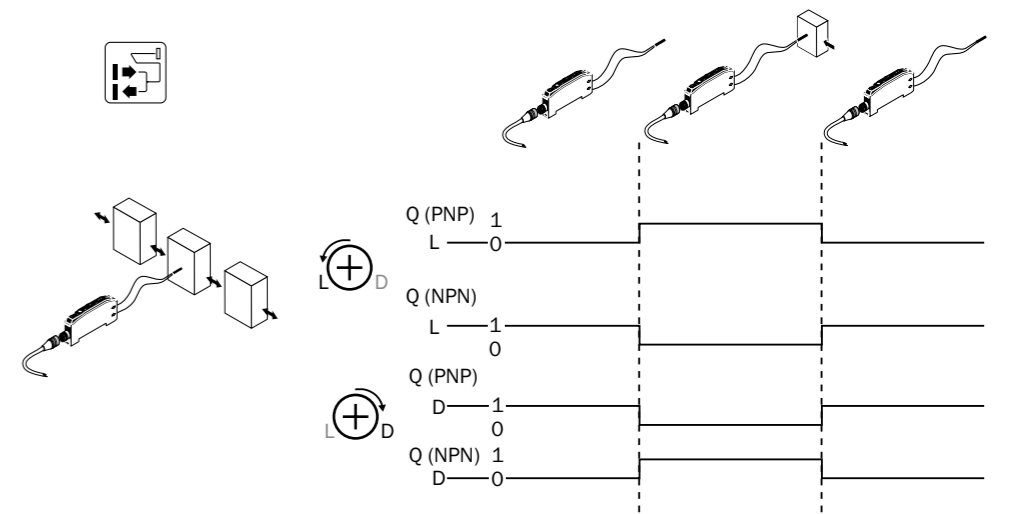 Q (PNP) 1
L 0
L D
Q (NPN)
L 1
0
Q (PNP)
D 1
L D
0
Q (NPN) 1
D 0